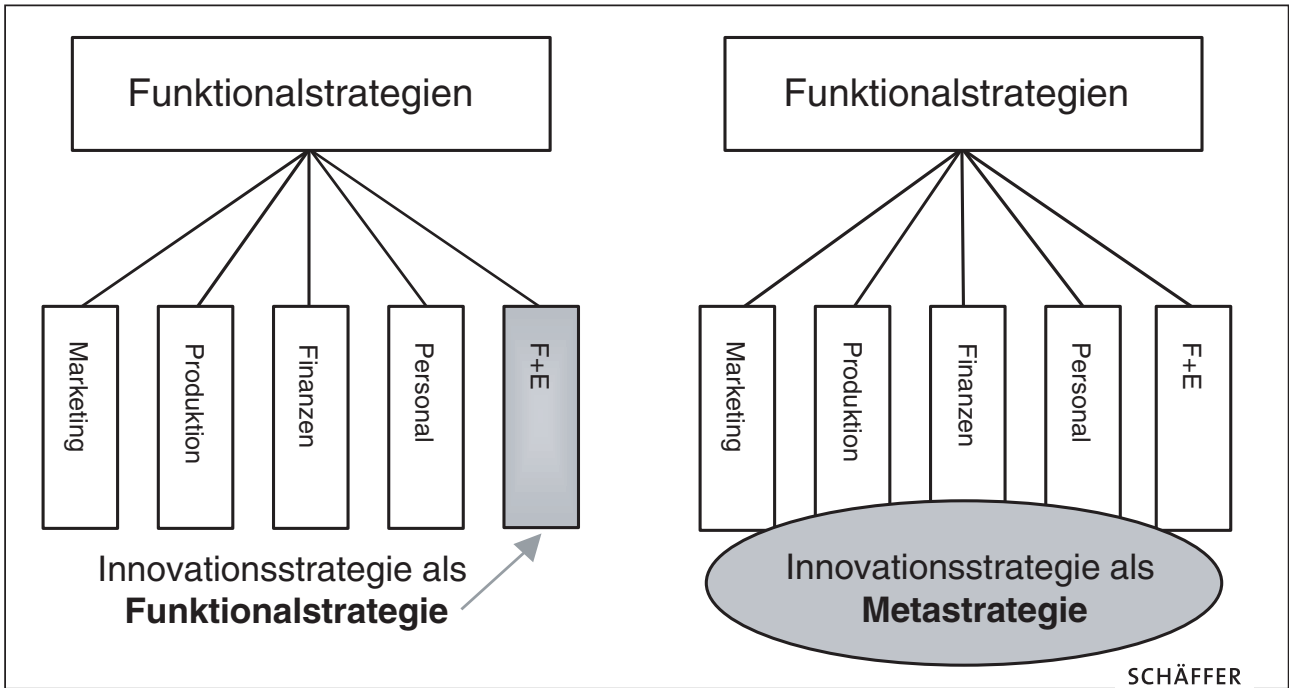 Funktionalstrategien
Marketing
Produktion
Finanzen
Personal
F+E
Innovationsstrategie als
Funktionalstrategie
Funktionalstrategien
Marketing
Produktion
Finanzen
Personal
F+E
Innovationsstrategie als
Metastrategie
SCHÄFFER